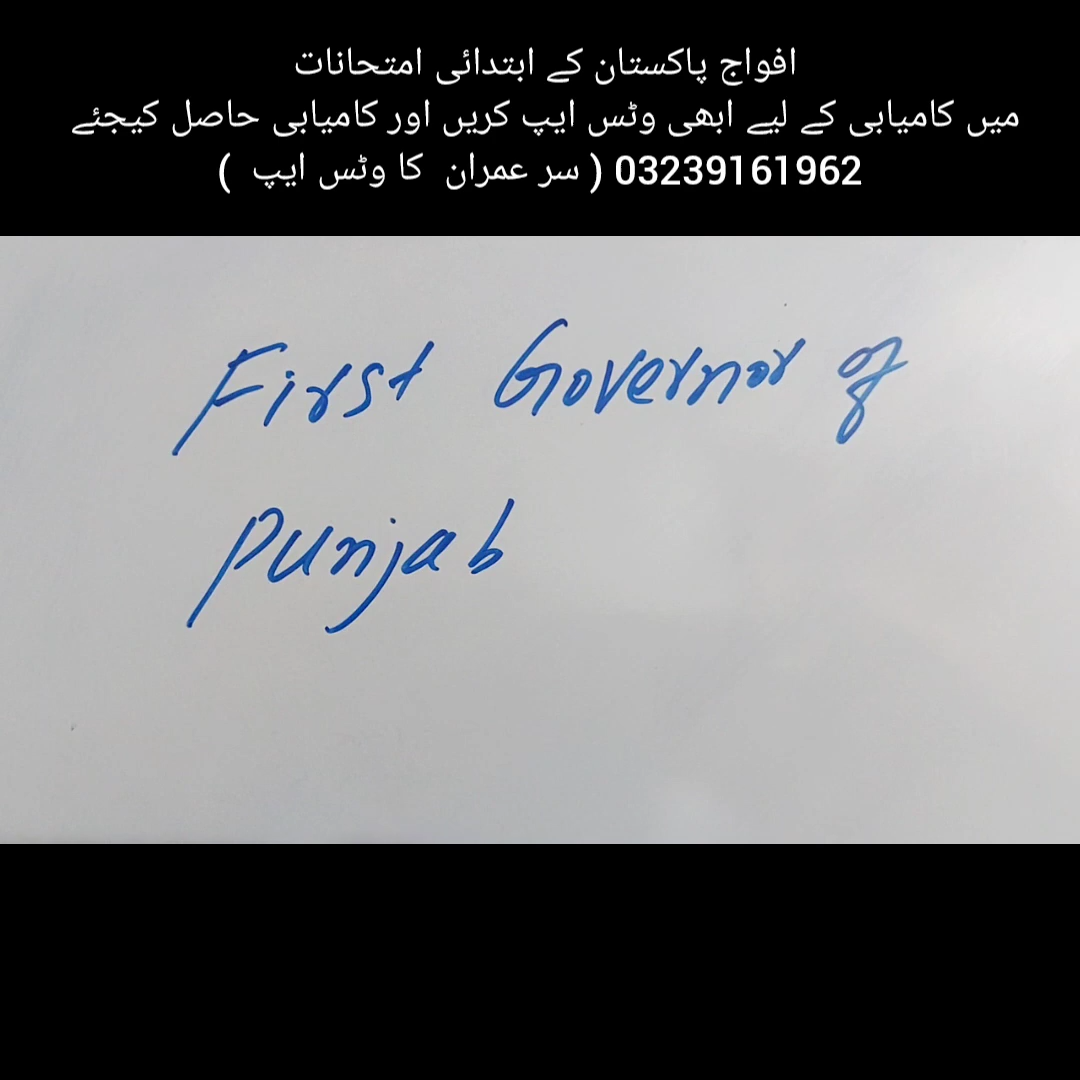 افواج پاکستان کے ابتدائی امتحانات
میں کامیابی کے لیے ابھی وٹس ایپ کریں اور کامیابی حاصل کیجئے
03239161962 ( سر عمران کا وٹس ایپ )
First Governor of
Punjab